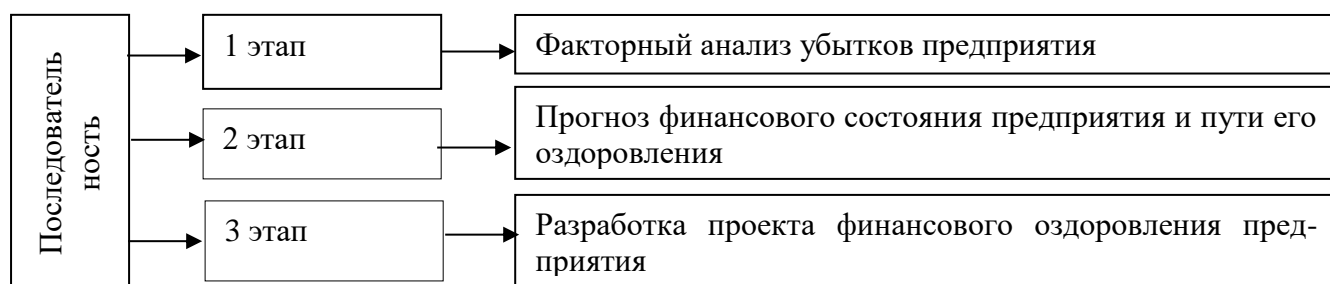 Последователь
ность
1 этап
Факторный анализ убытков предприятия
2 этап
Прогноз финансового состояния предприятия и пути его
оздоровления
3 этап
Разработка проекта финансового оздоровления пред-
приятия